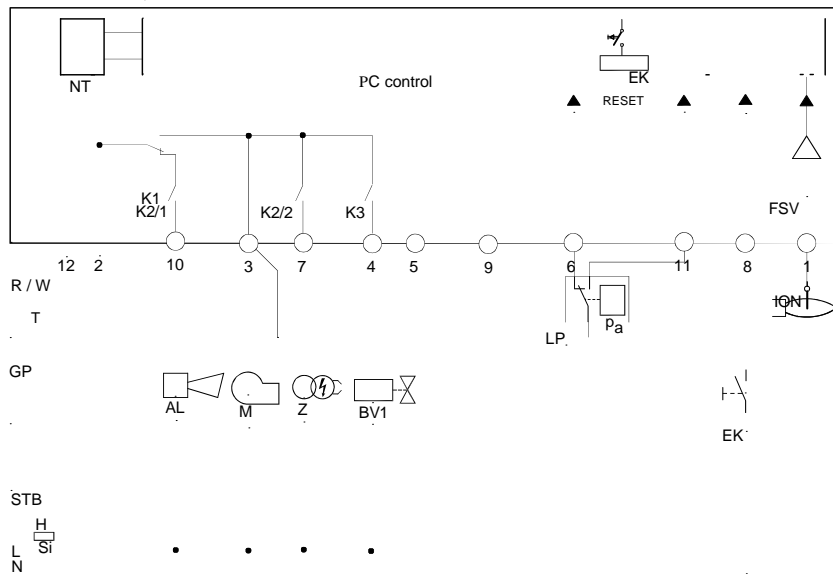 NT
PC control
EK
RESET
K1
K2/1
K2/2
K3
FSV
12 2 10 3 7 4 5 9 6 11 8 1
R / W
T
ION
LP
pa
GP
AL
M
Z
BV1
EK
STB
H
Si
L
N